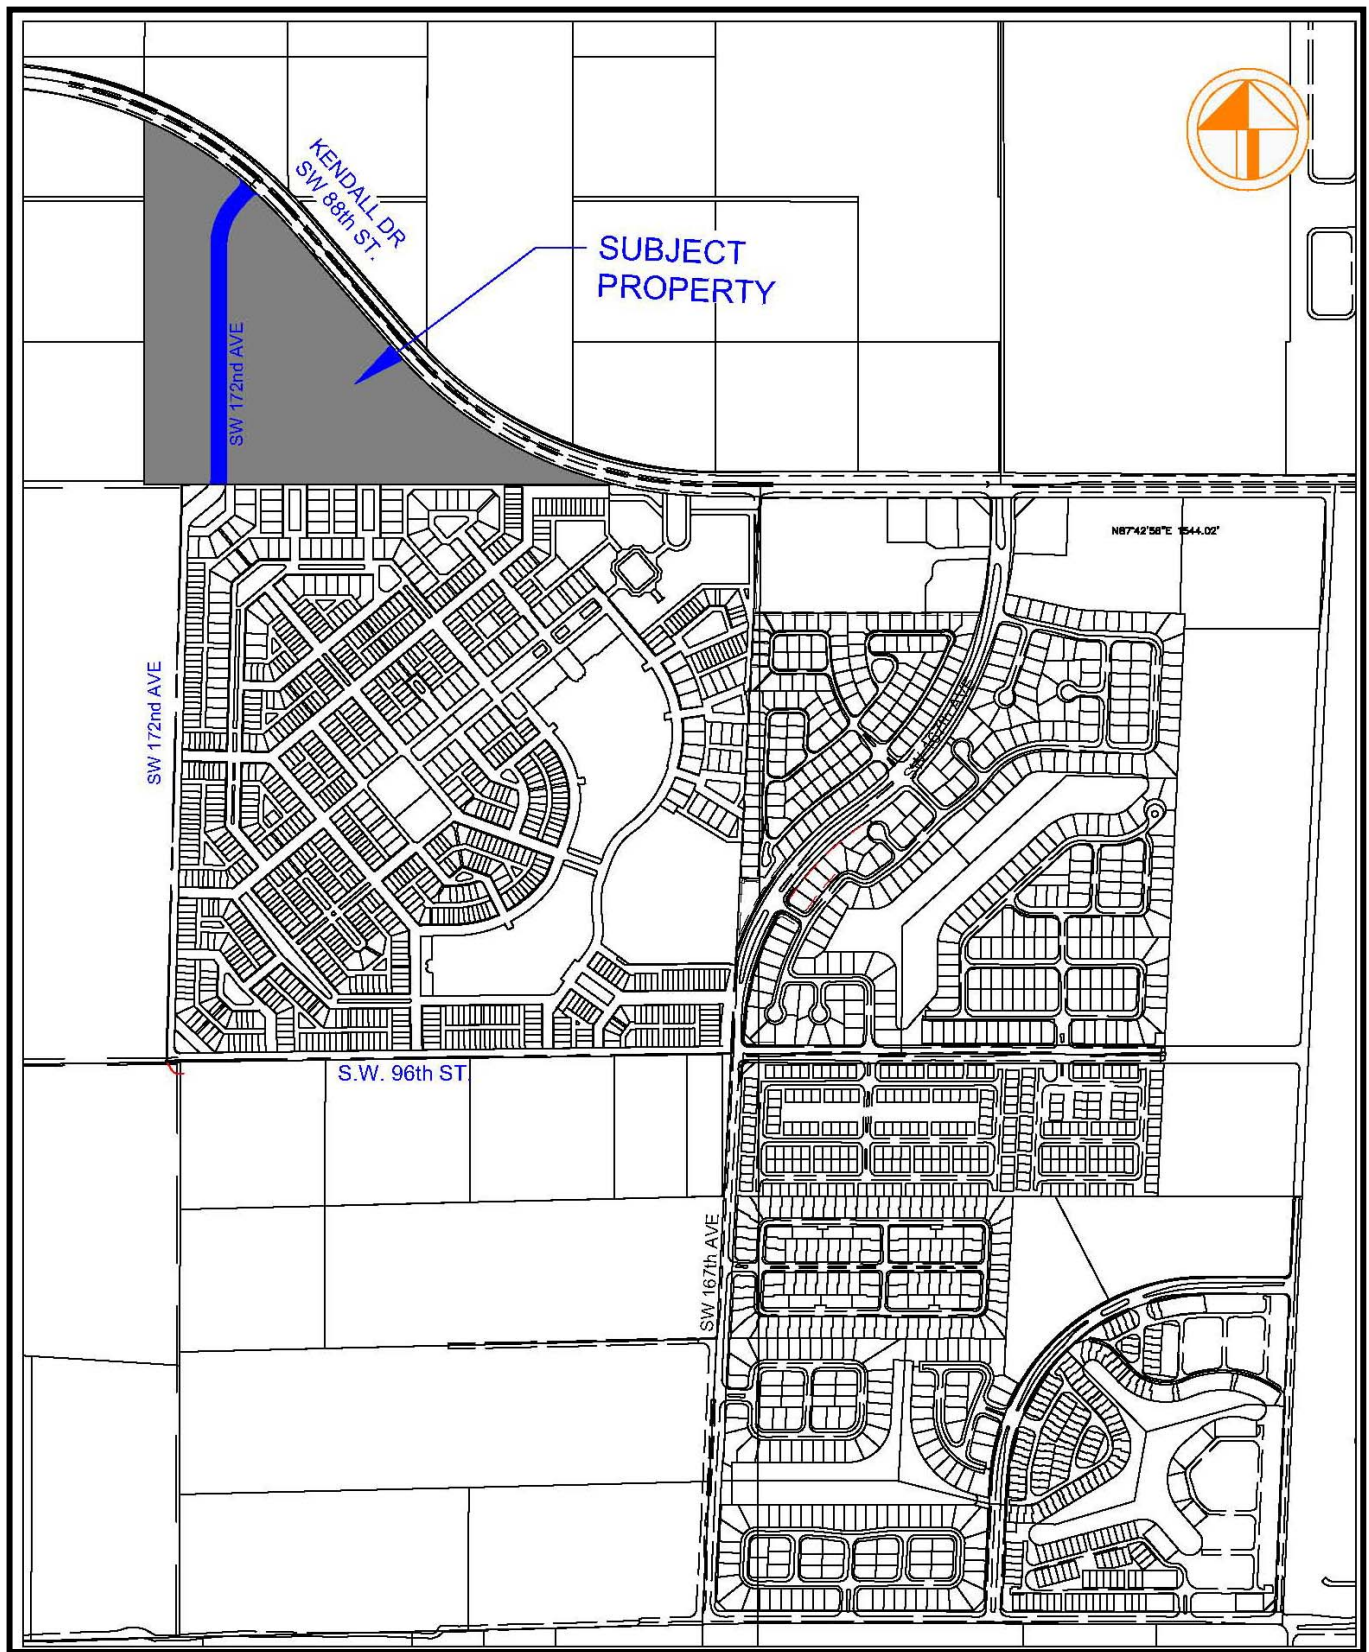 KENDALL DR
SW 88th ST.
SUBJECT
PROPERTY
SW 172nd AVE
N87°42'58"E 1544.02'
SW 172nd AVE
S.W. 96th ST.
SW 167th AVE